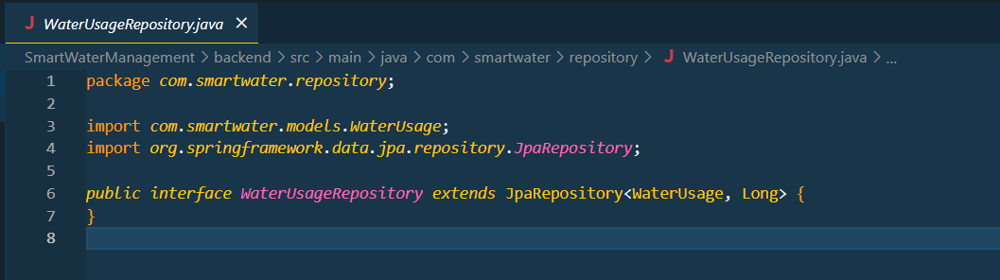 J WaterUsageRepository.java ×
SmartWaterManagement > backend > src > main > java > com > smartwater > repository > J WaterUsageRepository.java > ...
1 package com.smartwater.repository;
2
3 import com.smartwater.models.WaterUsage;
4 import org.springframework.data.jpa.repository.JpaRepository;
5
6 public interface WaterUsageRepository extends JpaRepository<WaterUsage, Long> {
7 }
8